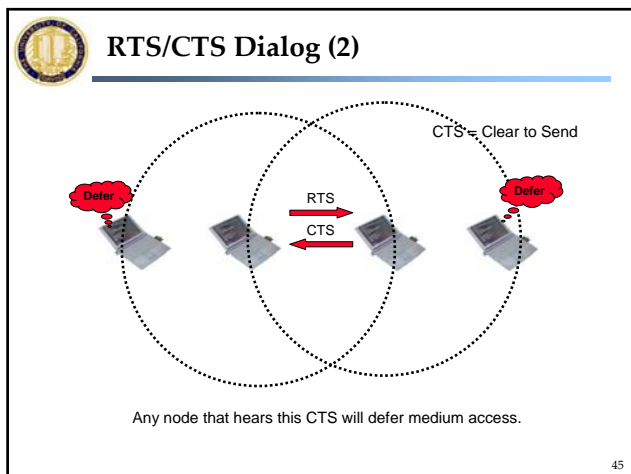 RTS/CTS Dialog (2)
CTS = Clear to Send
Defer
Defer
RTS
CTS
Any node that hears this CTS will defer medium access.
45